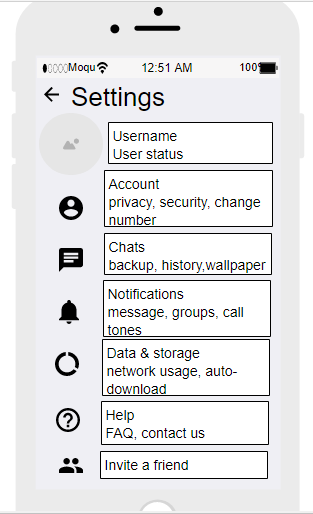 Moqu 12:51 AM 100%
Settings
Username
User status
Account
privacy, security, change
number
Chats
backup, history,wallpaper
Notifications
message, groups, call
tones
Data & storage
network usage, auto-
download
Help
FAQ, contact us
Invite a friend